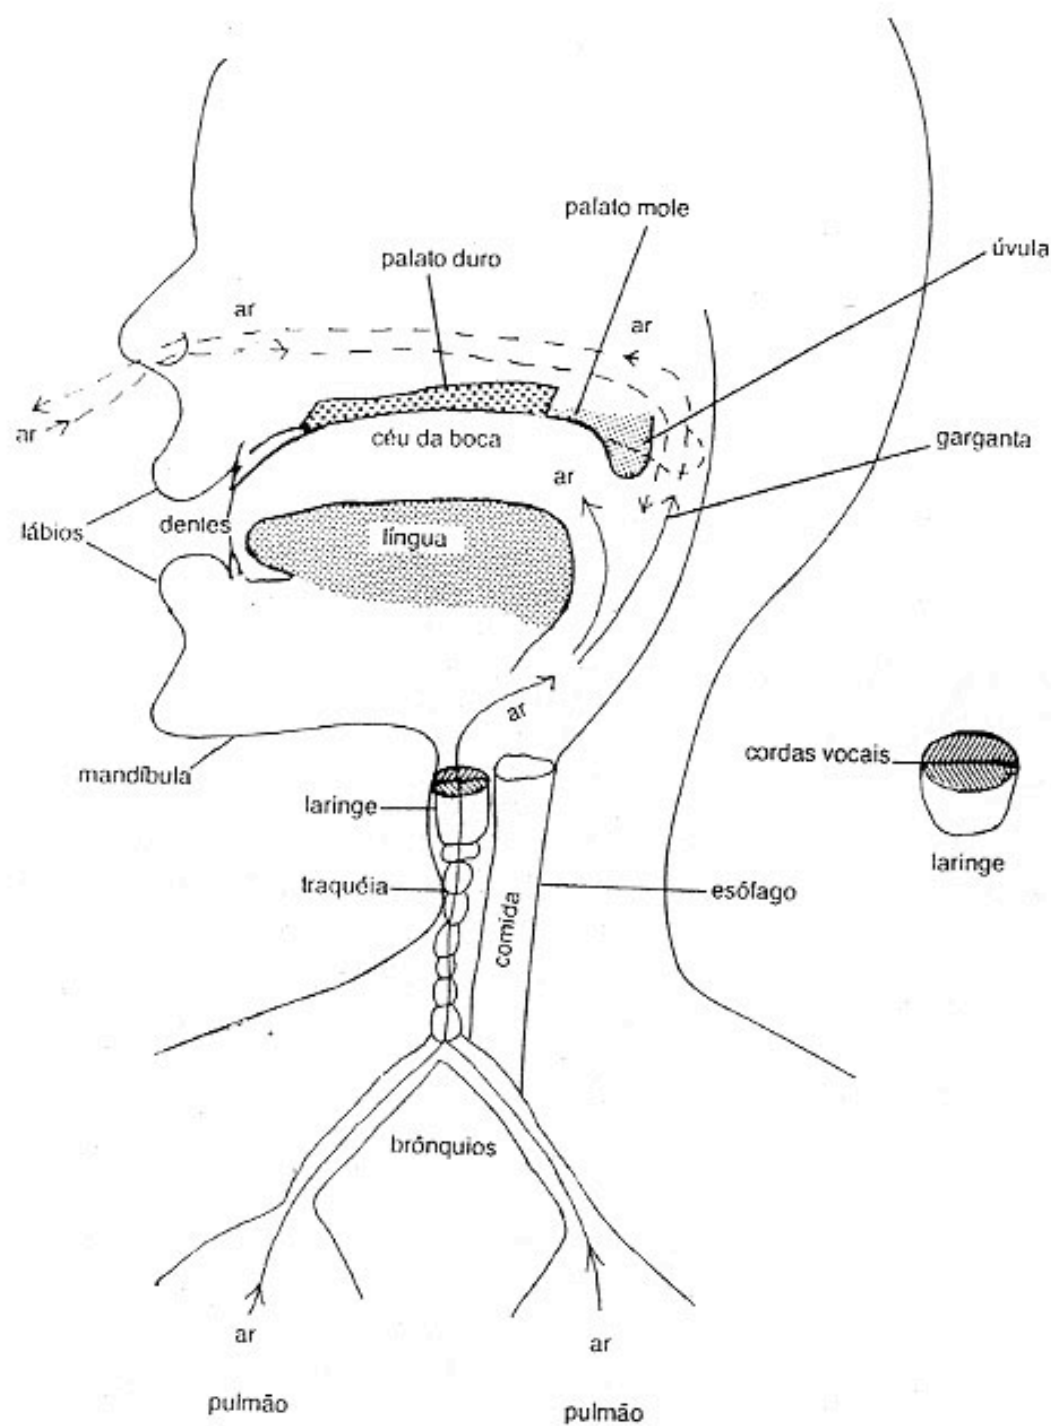 palato mole
úvula
palato duro
ar
ar
ar
céu da boca
garganta
ar
lábios
dentes
língua
ar
mandíbula
cordas vocais
laringe
laringe
traquéia
esôfago
comida
brônquios
ar
ar
pulmão
pulmão